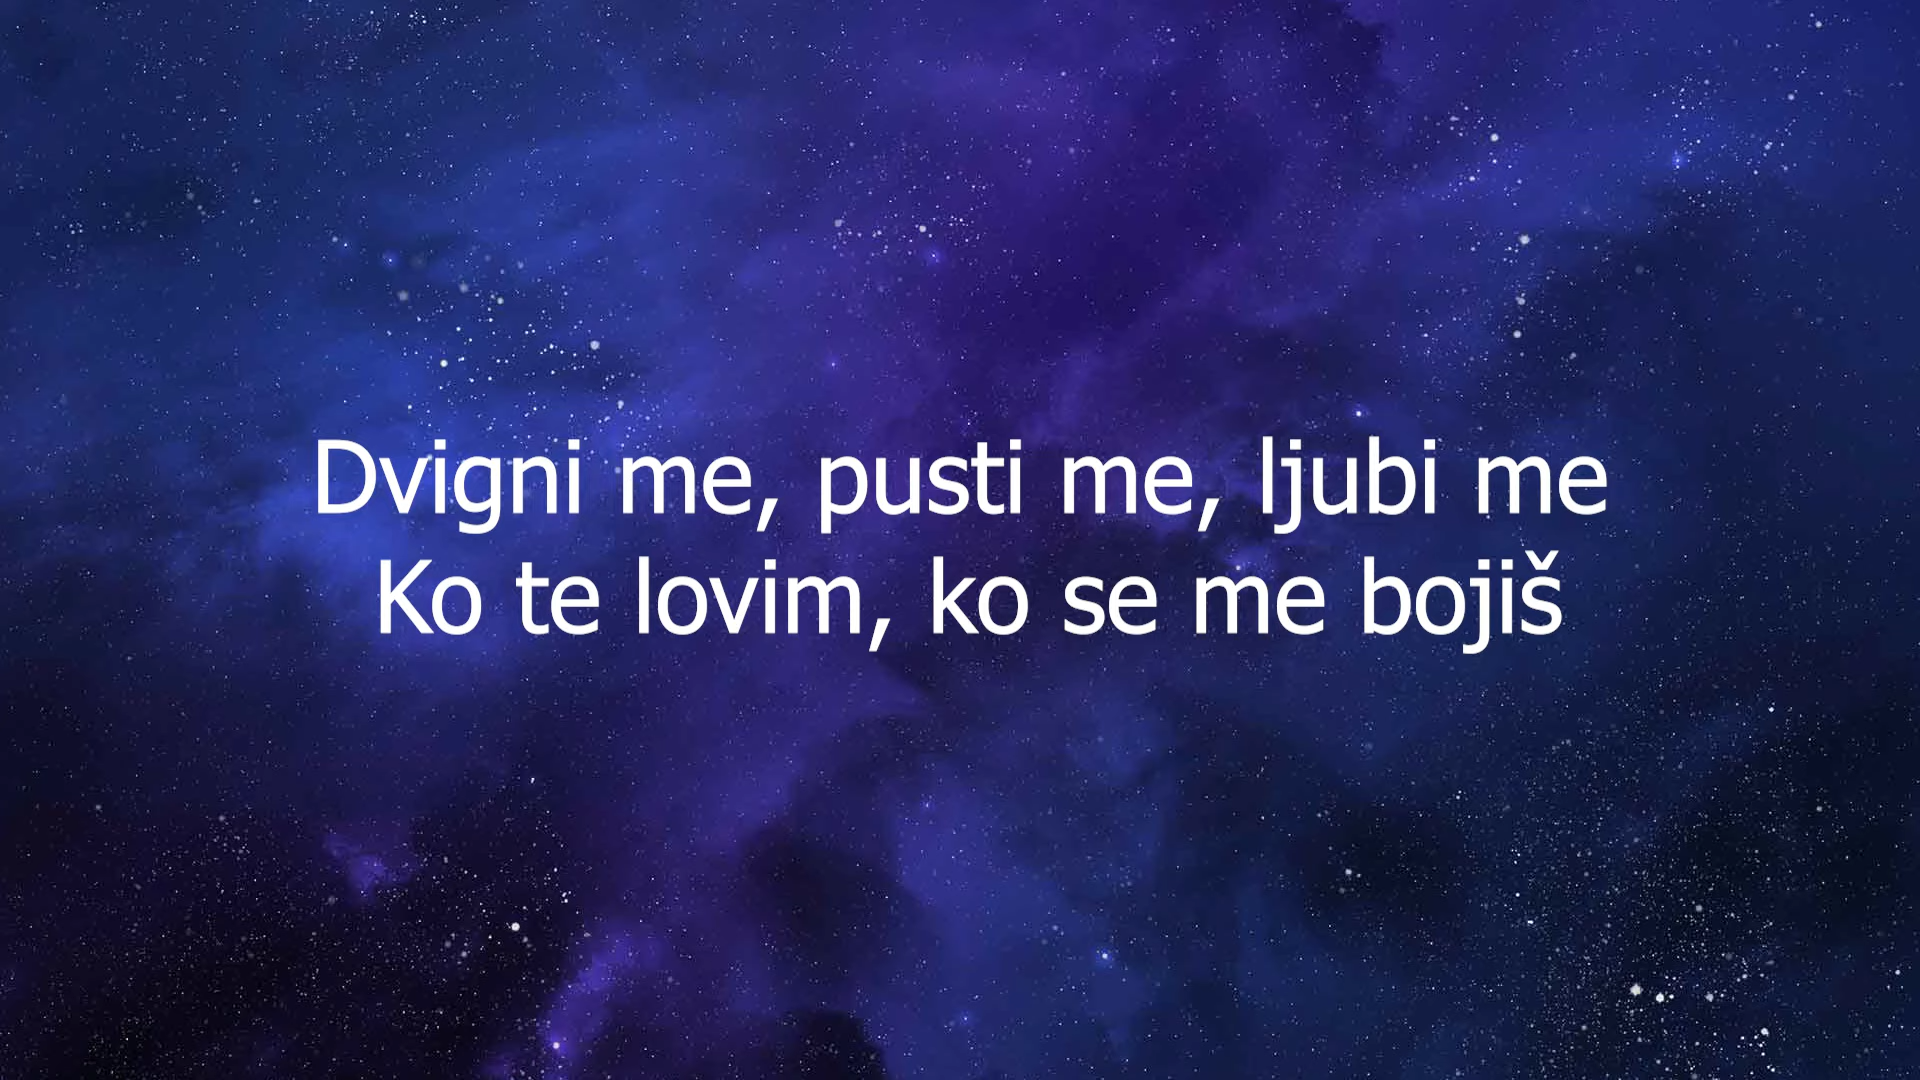 Dvigni me, pusti me, ljubi me
Ko te lovim, ko se me bojiš